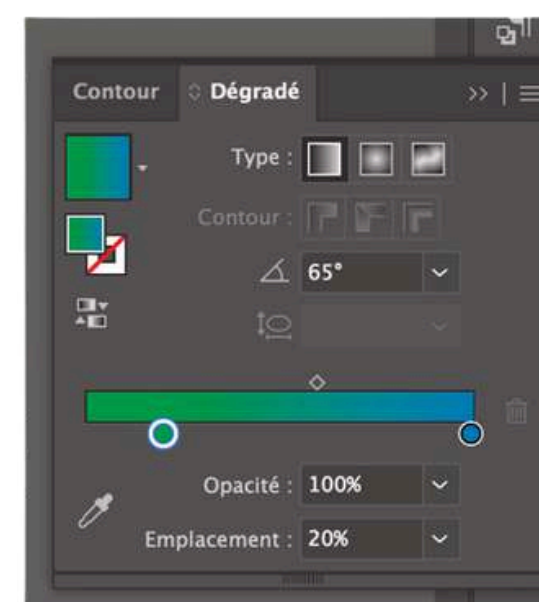 Contour Dégradé
Type :
Contour :
65°
Opacité : 100%
Emplacement : 20%